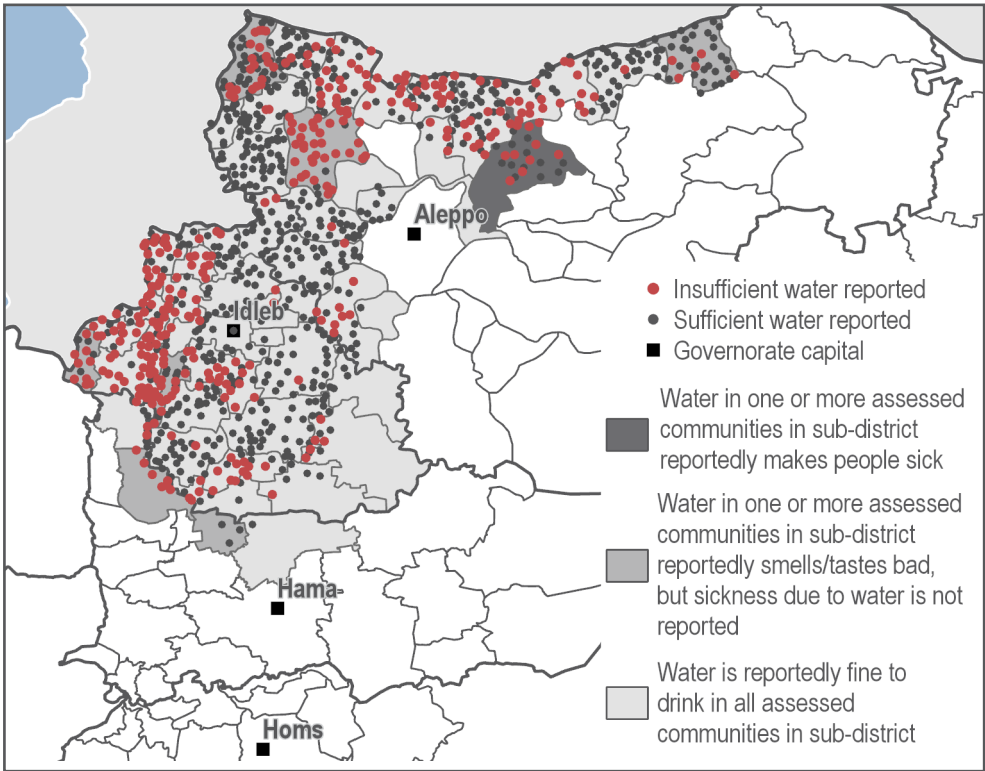 Aleppo
Idleb
Insufficient water reported
Sufficient water reported
Governorate capital
Water in one or more assessed
communities in sub-district
reportedly makes people sick
Water in one or more assessed
communities in sub-district
reportedly smells/tastes bad,
but sickness due to water is not
reported
Hama
Water is reportedly fine to
drink in all assessed
communities in sub-district
Homs